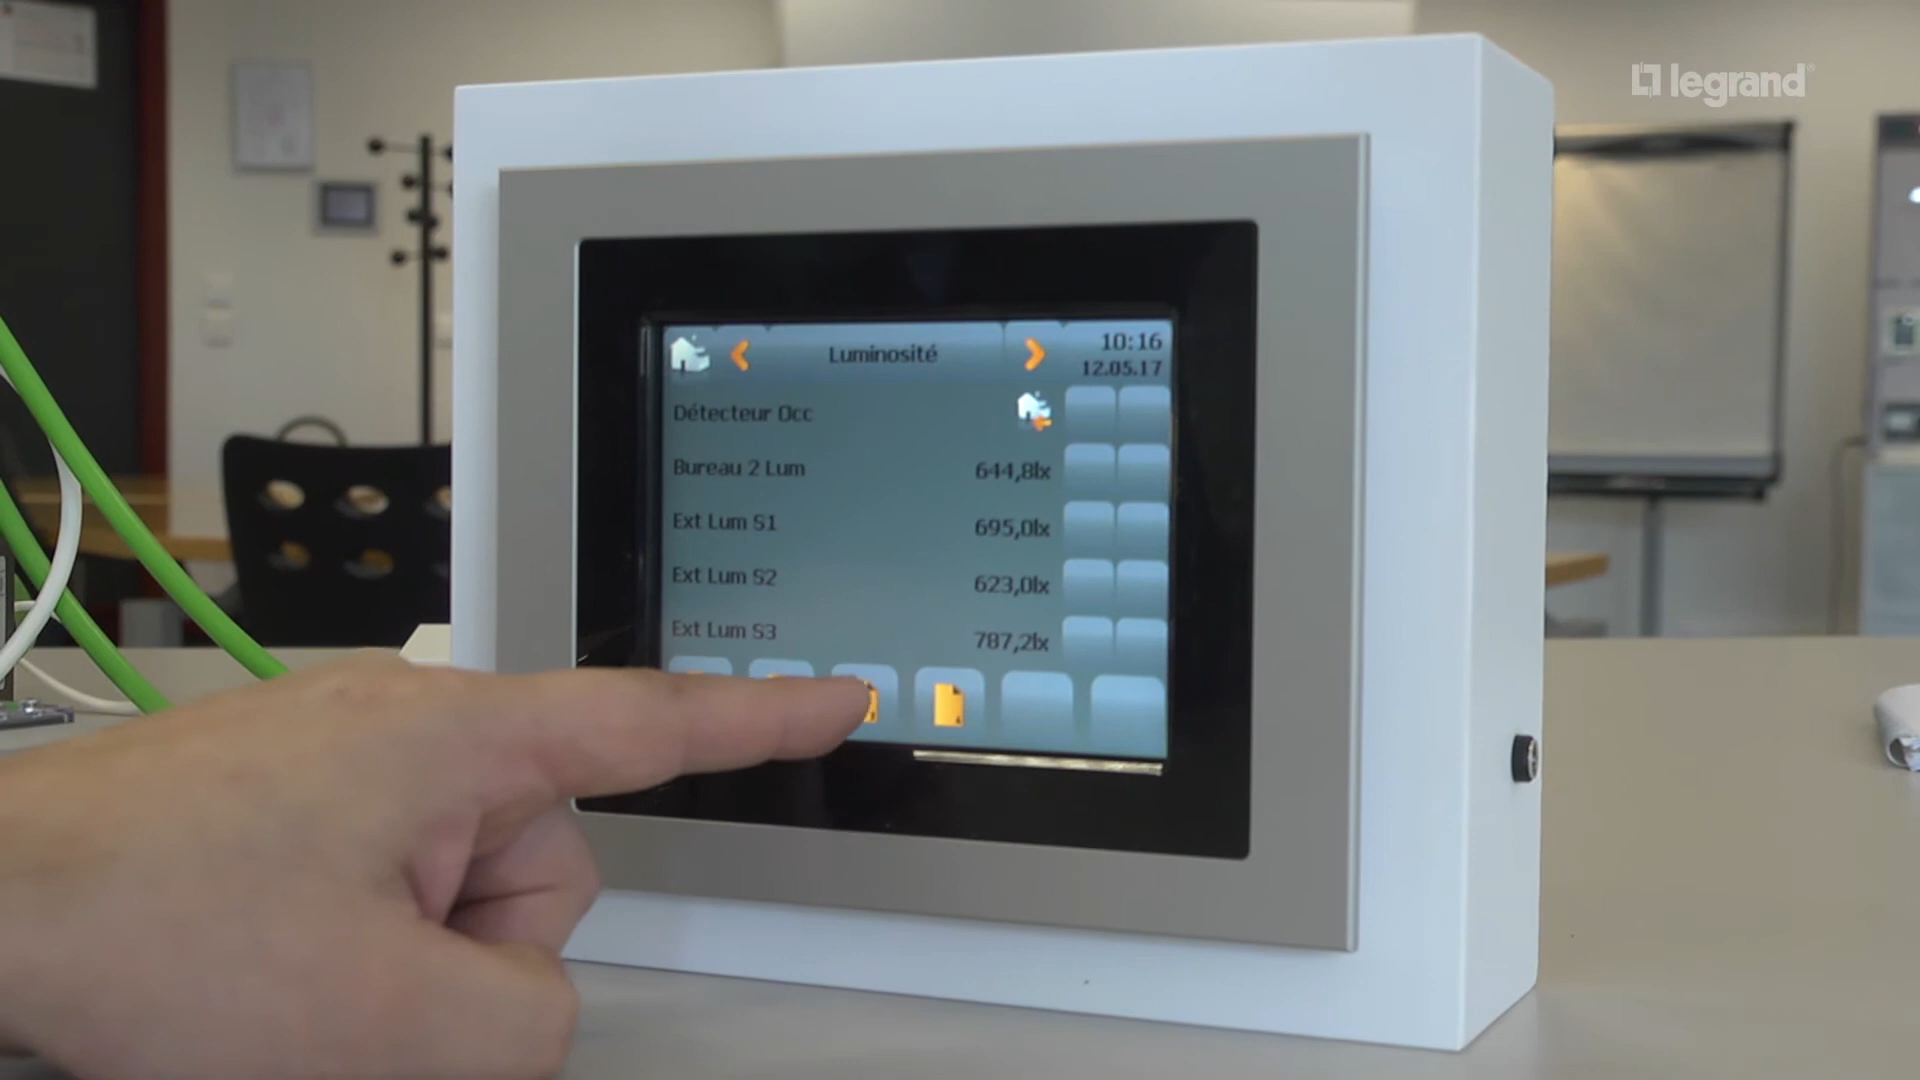 legrand®
Luminosité
10:16
12.05.17
Détecteur Occ
Bureau 2 Lum 644,8lx
Ext Lum S1 695,0lx
Ext Lum S2 623,0lx
Ext Lum S3 787,2lx